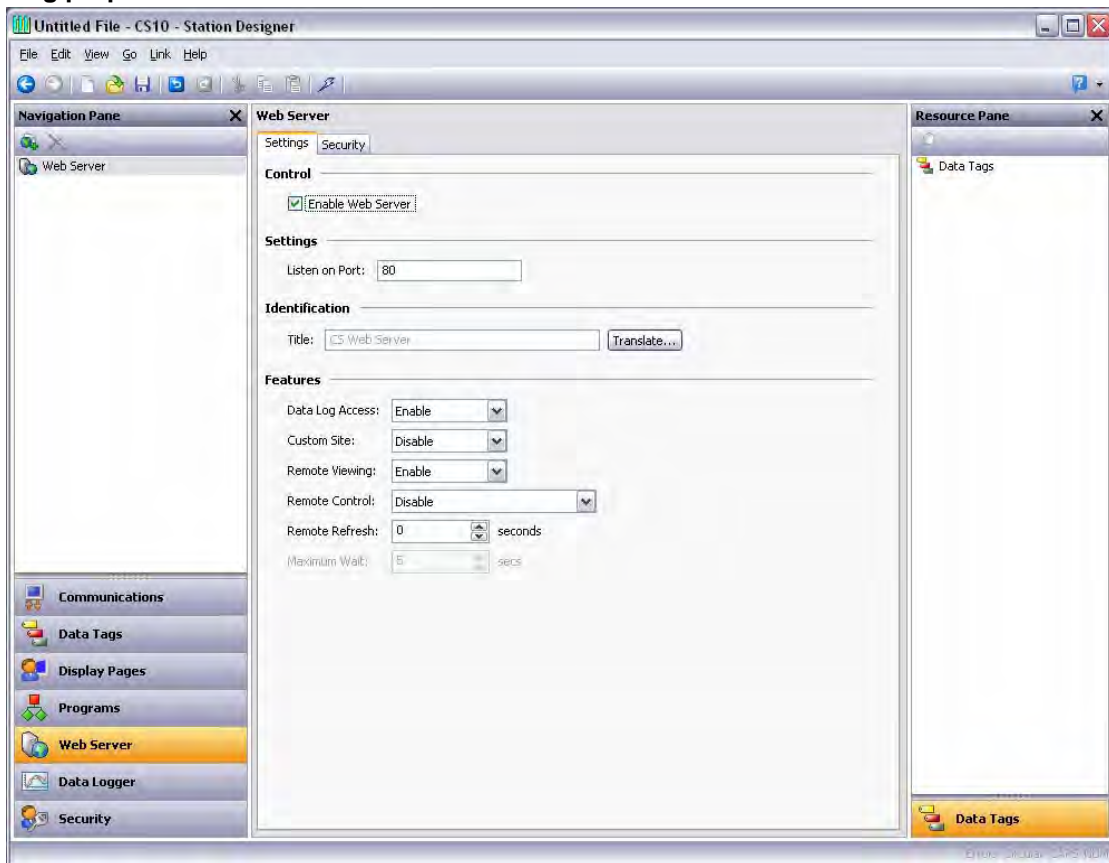 Untitled File - CS10 - Station Designer
File Edit View Go Link Help
Navigation Pane
Web Server
Resource Pane
Web Server
Settings
Security
Data Tags
Control
Enable Web Server
Settings
Listen on Port: 80
Identification
Title: CS Web Server Translate...
Features
Data Log Access: Enable
Custom Site: Disable
Remote Viewing: Enable
Remote Control: Disable
Remote Refresh: 0 seconds
Maximum Wait: 5 secs
Communications
Data Tags
Display Pages
Programs
Web Server
Data Logger
Security
Data Tags